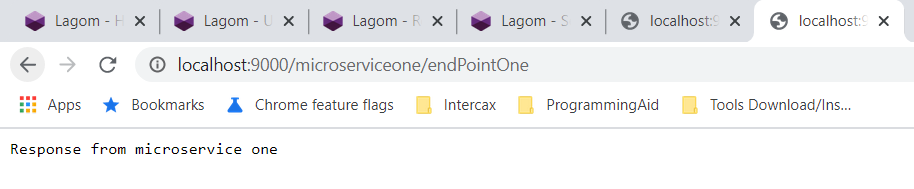 Lagom - H Lagom - U Lagom - R Lagom - S localhost:9 localhost:9
localhost:9000/microserviceone/endPointOne
Apps Bookmarks Chrome feature flags Intercax ProgrammingAid Tools Download/Ins...
Response from microservice one